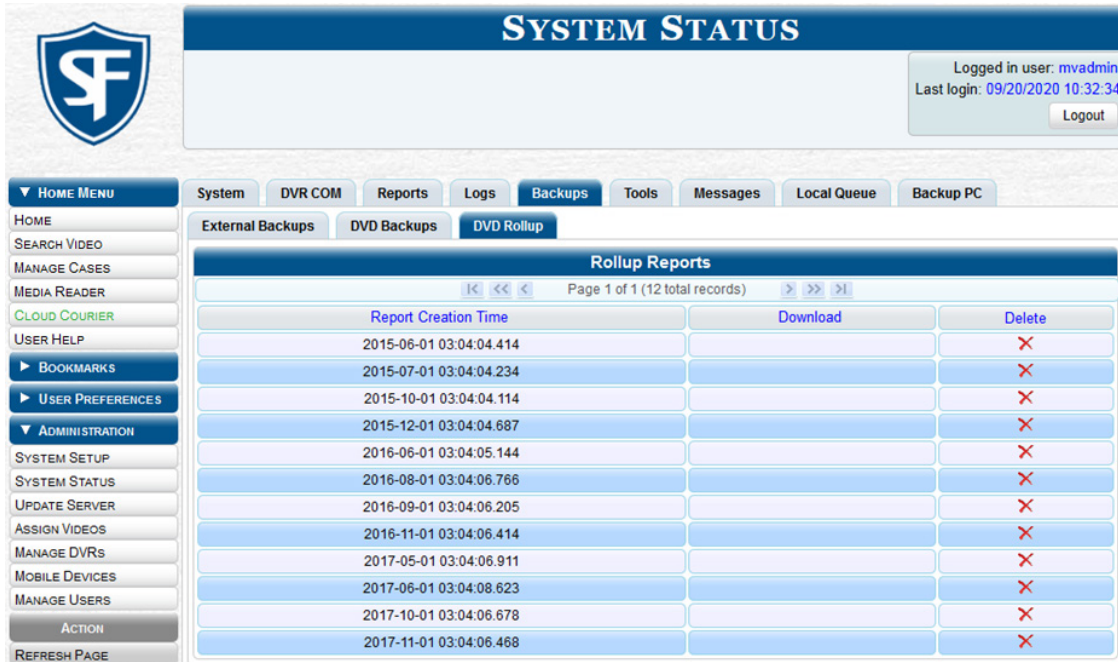 SYSTEM STATUS
SF
Logged in user: mvadmin
Last login: 09/20/2020 10:32:34
Logout
HOME MENU
HOME
SEARCH VIDEO
MANAGE CASES
MEDIA READER
CLOUD COURIER
USER HELP
BOOKMARKS
USER PREFERENCES
ADMINISTRATION
SYSTEM SETUP
SYSTEM STATUS
UPDATE SERVER
ASSIGN VIDEOS
MANAGE DVRS
MOBILE DEVICES
MANAGE USERS
ACTION
REFRESH PAGE
System DVR COM Reports Logs Backups Tools Messages Local Queue Backup PC
External Backups DVD Backups DVD Rollup
Rollup Reports
Page 1 of 1 (12 total records)
Report Creation Time Download Delete
2015-06-01 03:04:04.414
2015-07-01 03:04:04.234
2015-10-01 03:04:04.114
2015-12-01 03:04:04.687
2016-06-01 03:04:05.144
2016-08-01 03:04:06.766
2016-09-01 03:04:06.205
2016-11-01 03:04:06.414
2017-05-01 03:04:06.911
2017-06-01 03:04:08.623
2017-10-01 03:04:06.678
2017-11-01 03:04:06.468